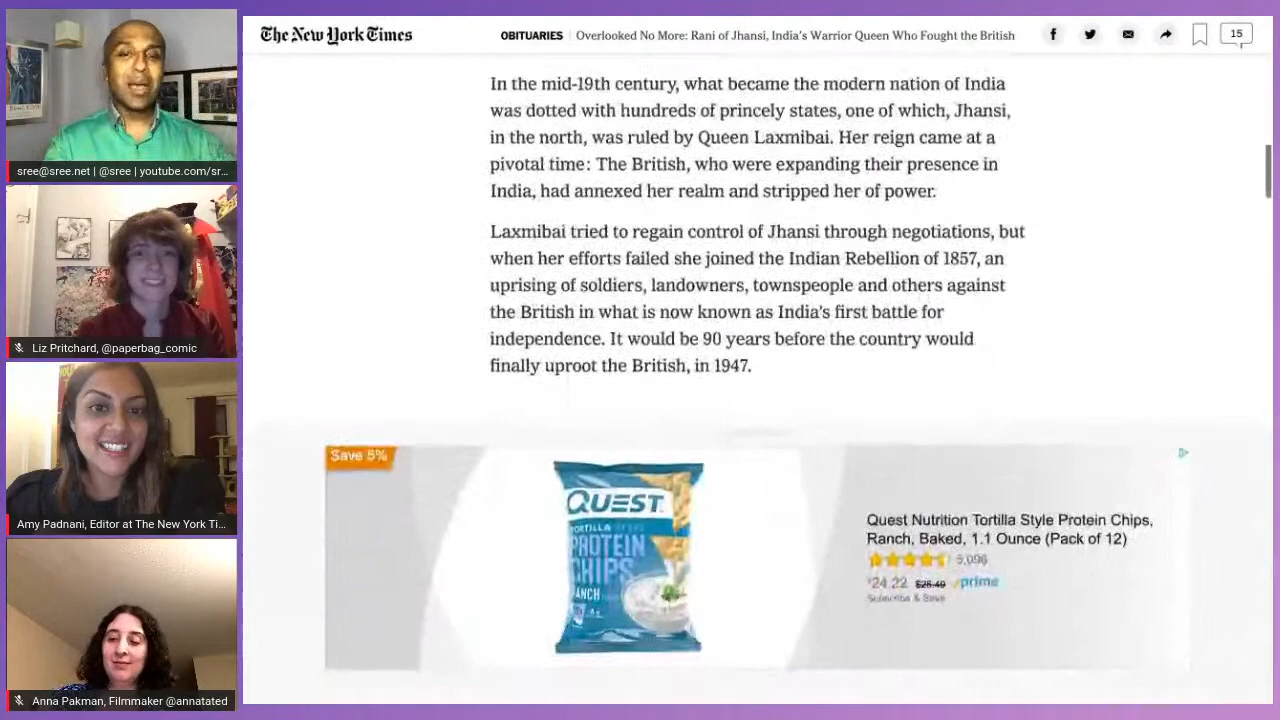 sree@sree.net | @sree | youtube.com/sr...
Liz Pritchard, @paperbag_comic
Amy Padnani, Editor at The New York Ti...
Anna Pakman, Filmmaker @annatated
The New York Times
OBITUARIES | Overlooked No More: Rani of Jhansi, India's Warrior Queen Who Fought the British
15
In the mid-19th century, what became the modern nation of India
was dotted with hundreds of princely states, one of which, Jhansi,
in the north, was ruled by Queen Laxmibai. Her reign came at a
pivotal time: The British, who were expanding their presence in
India, had annexed her realm and stripped her of power.
Laxmibai tried to regain control of Jhansi through negotiations, but
when her efforts failed she joined the Indian Rebellion of 1857, an
uprising of soldiers, landowners, townspeople and others against
the British in what is now known as India's first battle for
independence. It would be 90 years before the country would
finally uproot the British, in 1947.
Save 5%
QUEST
TORTILLA STYLE
PROTEIN
CHIPS
RANCH
Quest Nutrition Tortilla Style Protein Chips,
Ranch, Baked, 1.1 Ounce (Pack of 12)
$24.22 prime
Subscribe & Save